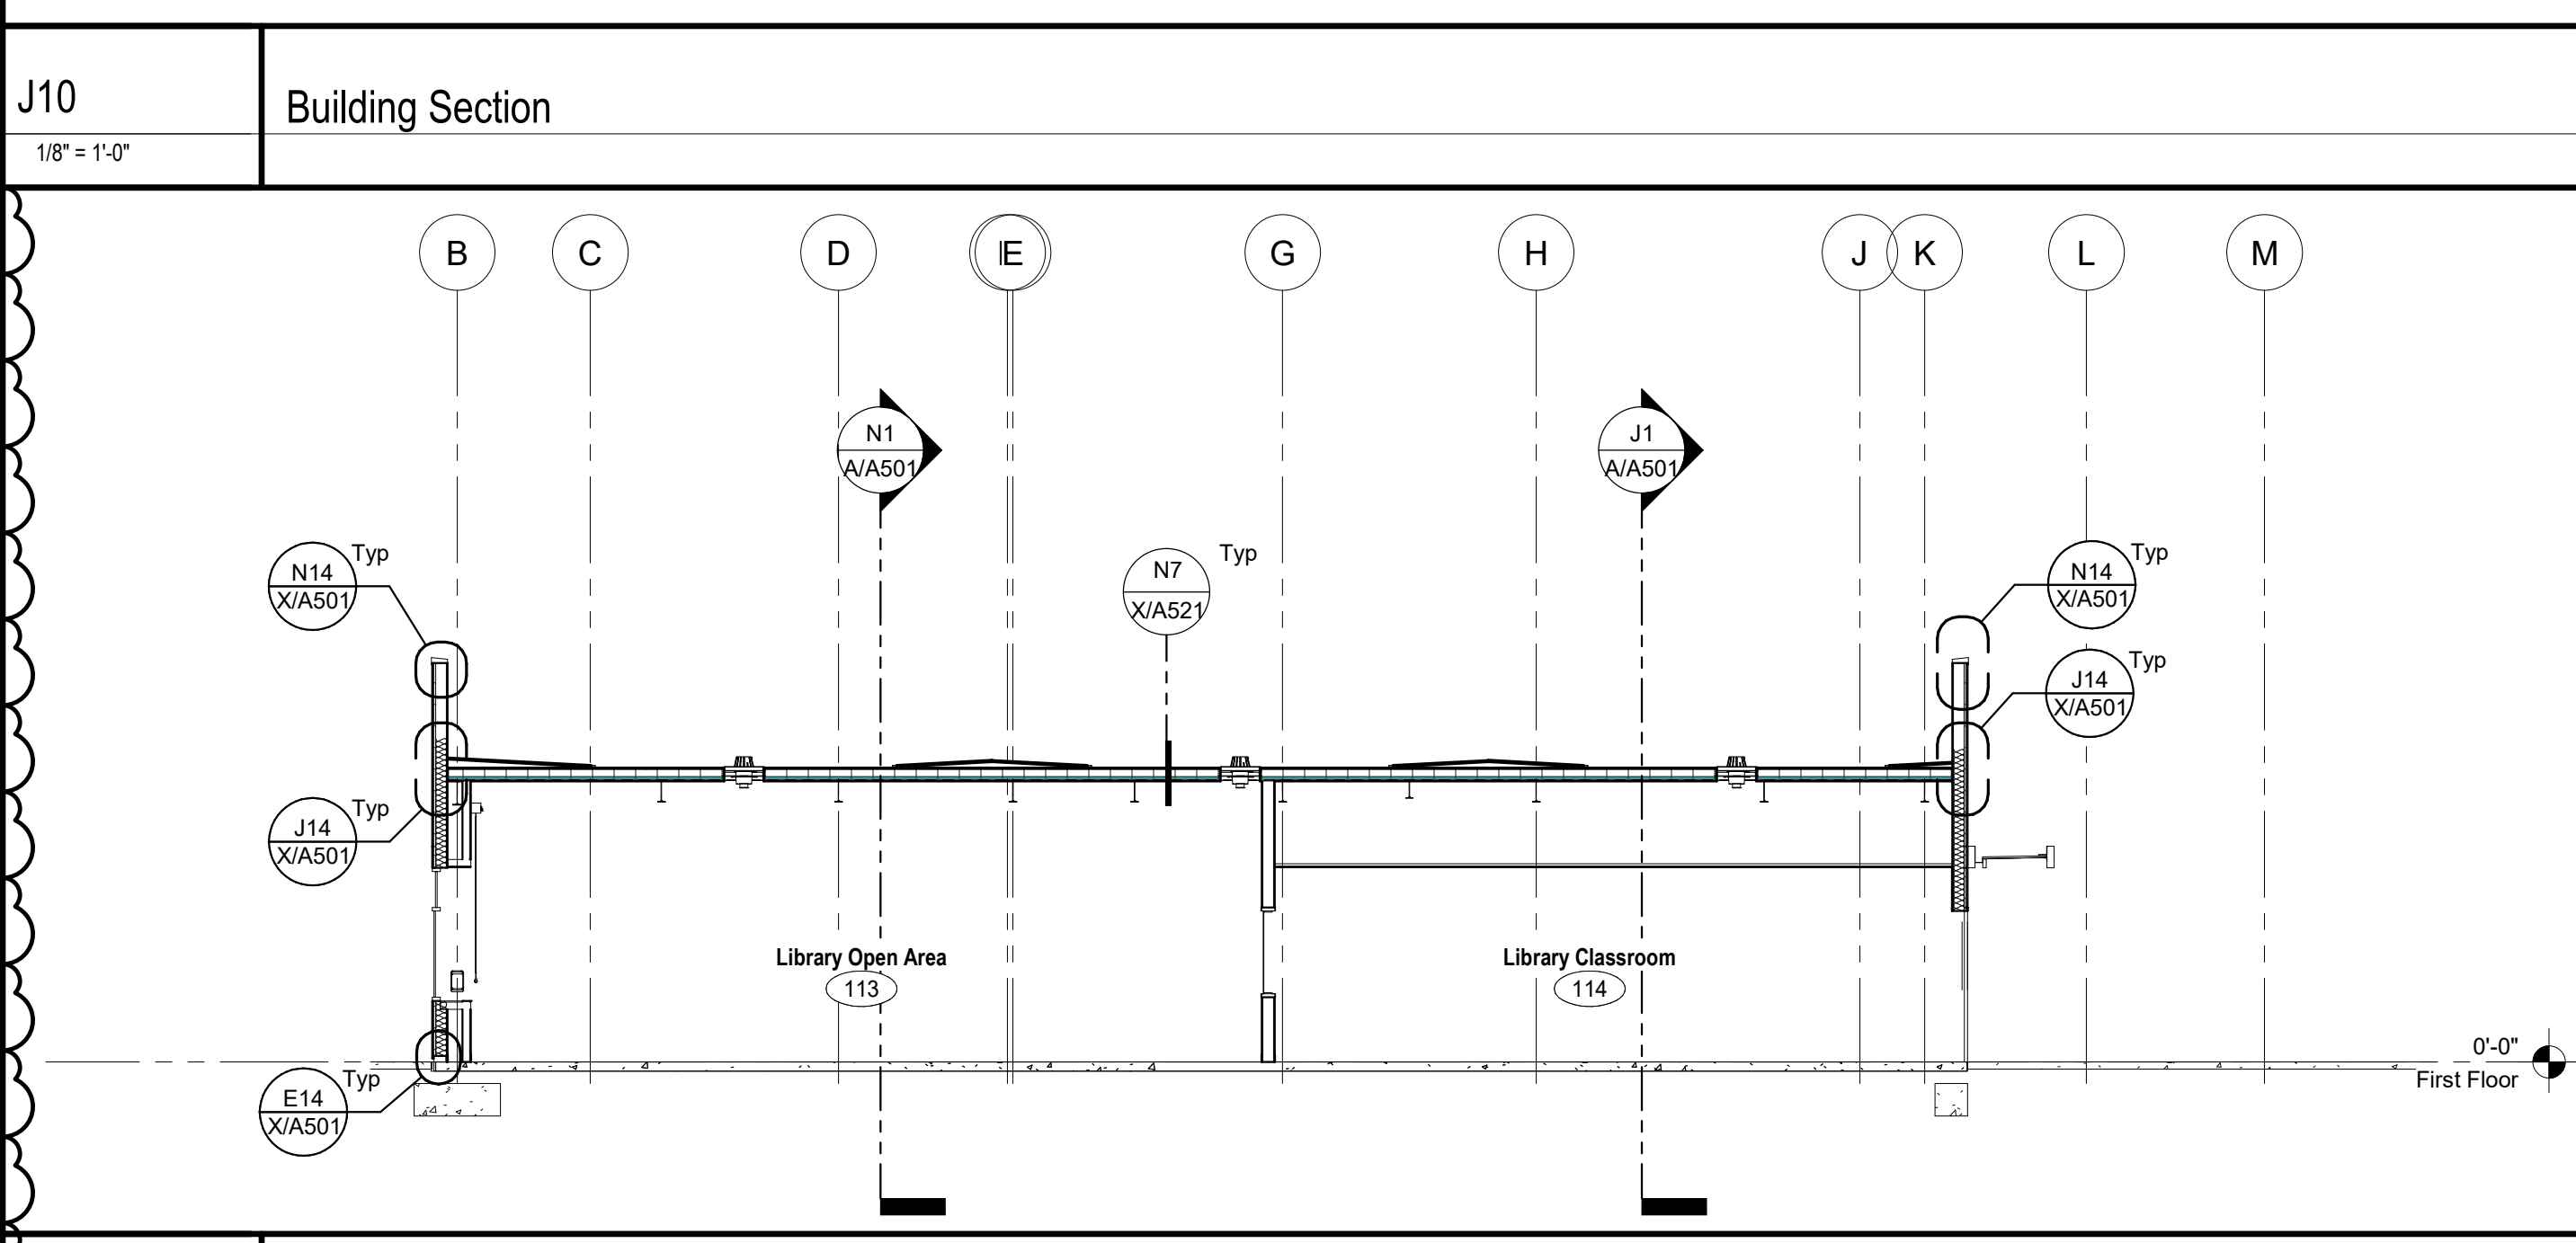 J10
Building Section
1/8" = 1'-0"
B C D E G H J K L M
N1
A/A501
J1
A/A501
N14
X/A501
Typ
N7
X/A521
Typ
N14
X/A501
Typ
J14
X/A501
Typ
J14
X/A501
Typ
Library Open Area
113
Library Classroom
114
0'-0"
First Floor
E14
X/A501
Typ